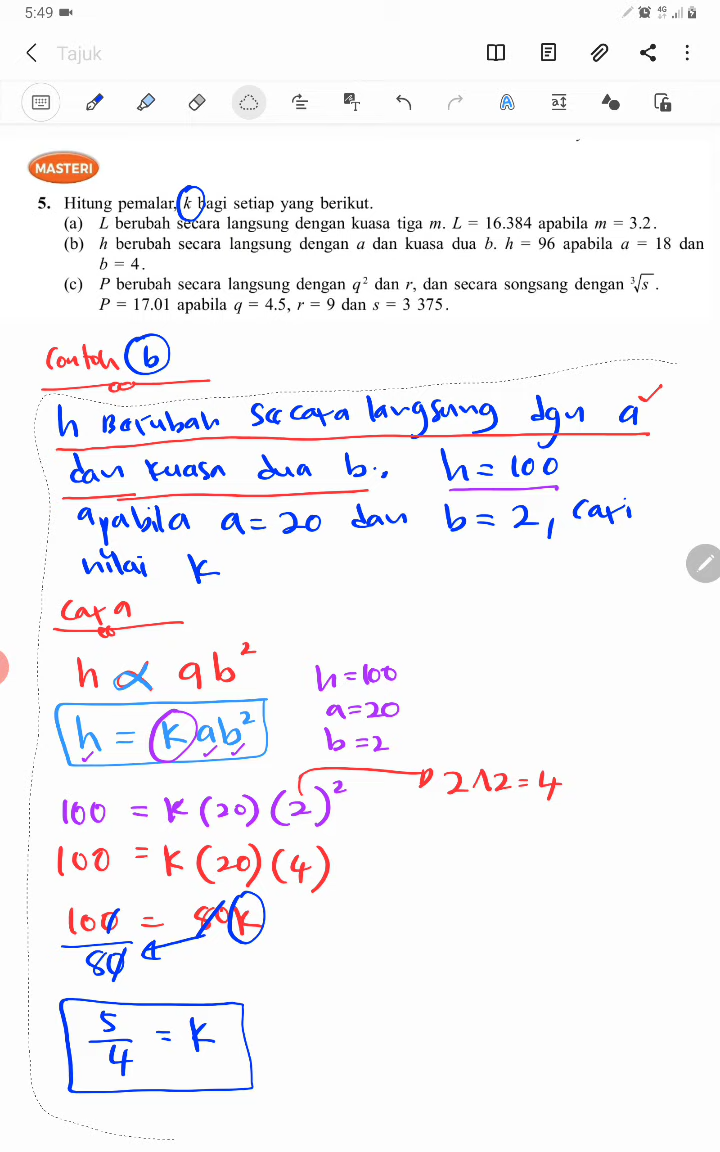 5:49
4G
Tajuk
T
A
a
MASTERI
5. Hitung pemalar, k bagi setiap yang berikut.
(a) L berubah secara langsung dengan kuasa tiga m. L = 16.384 apabila m = 3.2.
(b) h berubah secara langsung dengan a dan kuasa dua b. h = 96 apabila a = 18 dan
b = 4.
(c) P berubah secara langsung dengan q² dan r, dan secara songsang dengan ∛s.
P = 17.01 apabila q = 4.5, r = 9 dan s = 3 375.
Contoh b
h Berubah secara langsung dgn a
dan kuasa dua b., h = 100
apabila a = 20 dan b = 2, cari
nilai k
Cara
h ∝ ab²
h = 100
h = kab²
a = 20
b = 2
100 = k (20) (2)²
2^2 = 4
100 = k (20) (4)
100 = 80k
80
5/4 = k